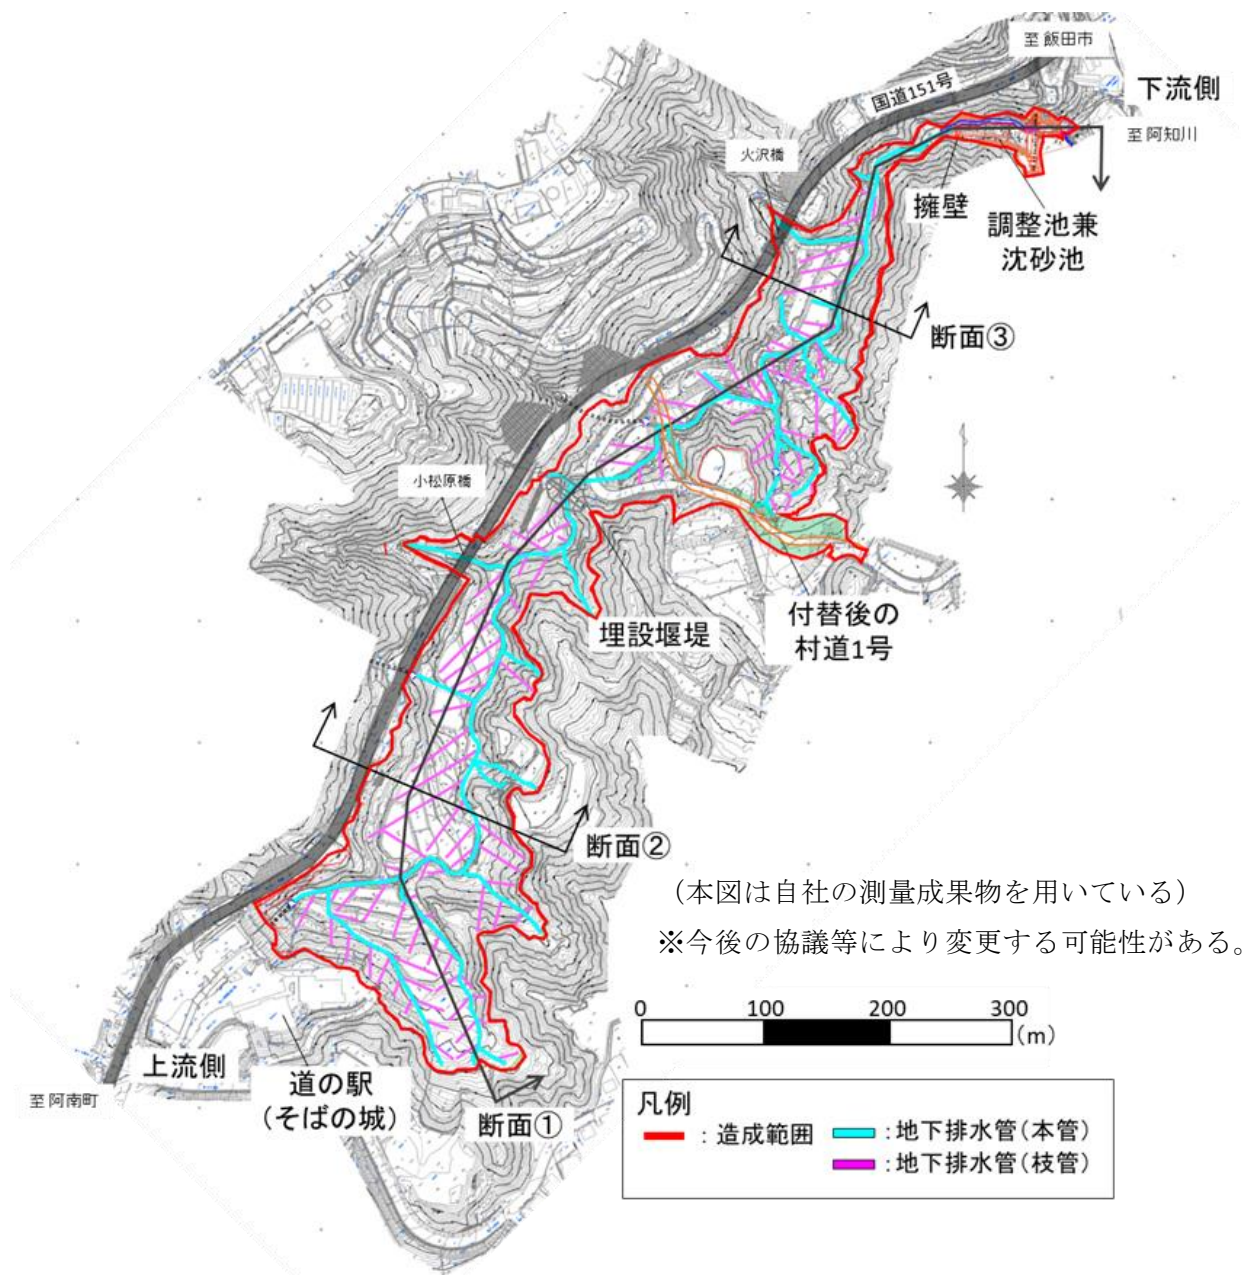 至 飯田市
国道151号
下流側
至 阿知川
火沢橋
擁壁
調整池兼
沈砂池
断面③
小松原橋
埋設堰堤
付替後の
村道1号
断面②
（本図は自社の測量成果物を用いている）
※今後の協議等により変更する可能性がある。
0 100 200 300
(m)
上流側
道の駅
(そばの城)
至 阿南町
断面①
凡例
：造成範囲
：地下排水管(本管)
：地下排水管(枝管)